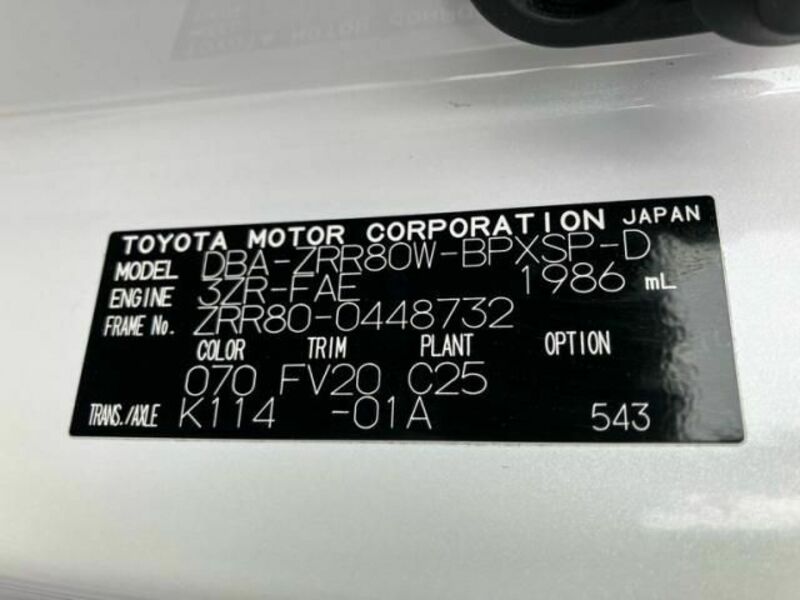 TOYOTA MOTOR CORPORATION JAPAN
MODEL DBA-ZRR80W-BPXSP-D
ENGINE 3ZR-FAE 1986 mL
FRAME No. ZRR80-0448732
COLOR TRIM PLANT OPTION
070 FV20 C25
TRANS./AXLE K114 -01A 543